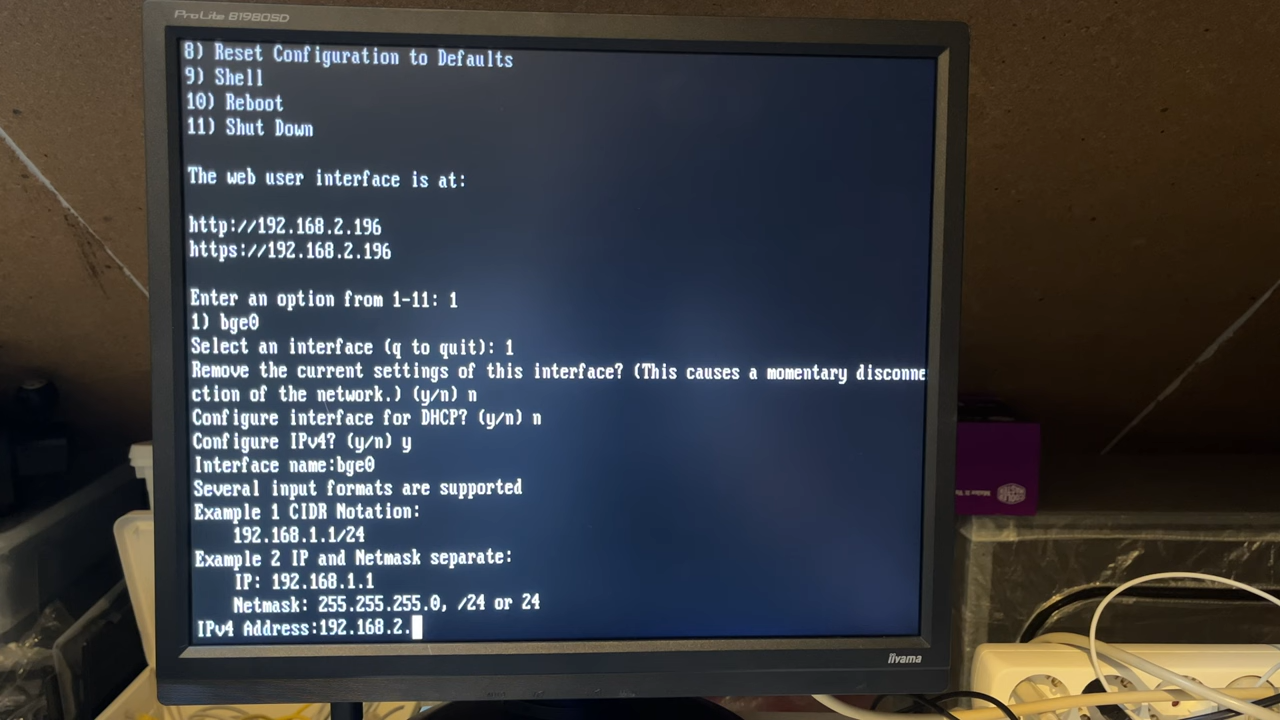 ProLite B1980SD
8) Reset Configuration to Defaults
9) Shell
10) Reboot
11) Shut Down
The web user interface is at:
http://192.168.2.196
https://192.168.2.196
Enter an option from 1-11: 1
1) bge0
Select an interface (q to quit): 1
Remove the current settings of this interface? (This causes a momentary disconne
ction of the network.) (y/n) n
Configure interface for DHCP? (y/n) n
Configure IPv4? (y/n) y
Interface name:bge0
Several input formats are supported
Example 1 CIDR Notation:
192.168.1.1/24
Example 2 IP and Netmask separate:
IP: 192.168.1.1
Netmask: 255.255.255.0, /24 or 24
IPv4 Address:192.168.2.
iiyama